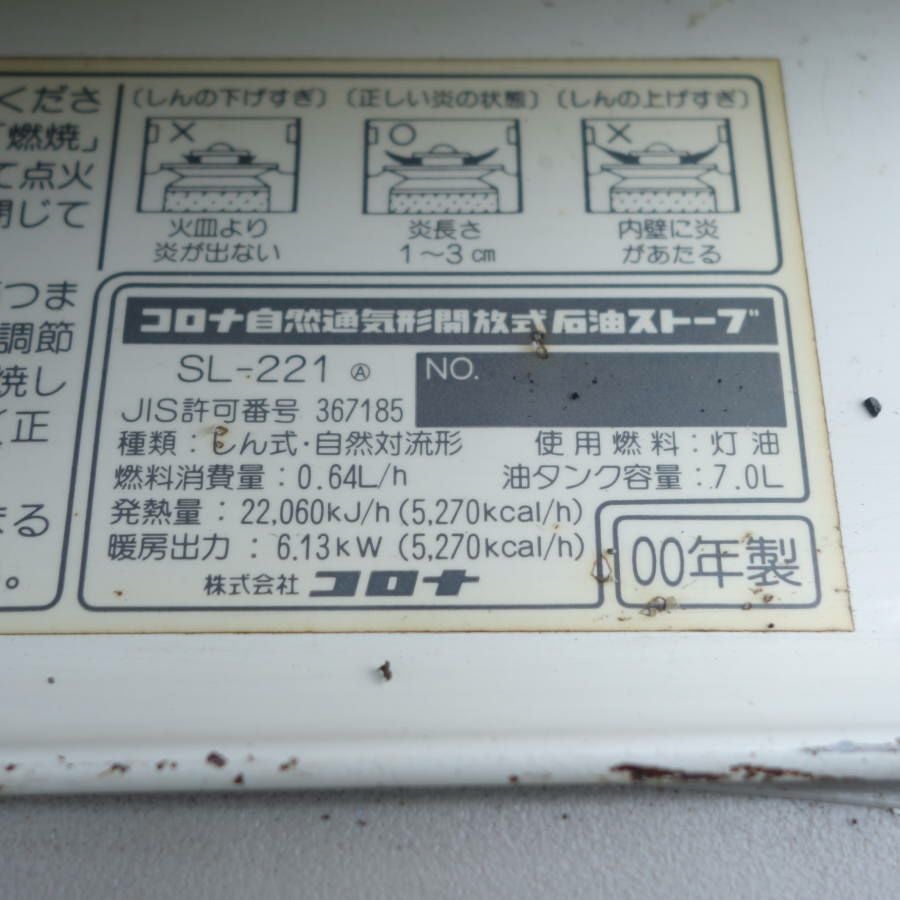 くださ
「燃焼」
て点火
閉じて
つま
調節
焼し
く正
まる
。
(しんの下げすぎ) (正しい炎の状態) (しんの上げすぎ)
× ○ ×
火皿より 炎長さ 内壁に炎
炎が出ない 1~3cm があたる
コロナ自然通気形開放式石油ストーブ
SL-221 Ⓐ NO.
JIS許可番号 367185
種類:しん式・自然対流形 使用燃料:灯油
燃料消費量:0.64L/h 油タンク容量:7.0L
発熱量:22,060kJ/h(5,270kcal/h)
暖房出力:6.13kW(5,270kcal/h)
株式会社 コロナ
00年製